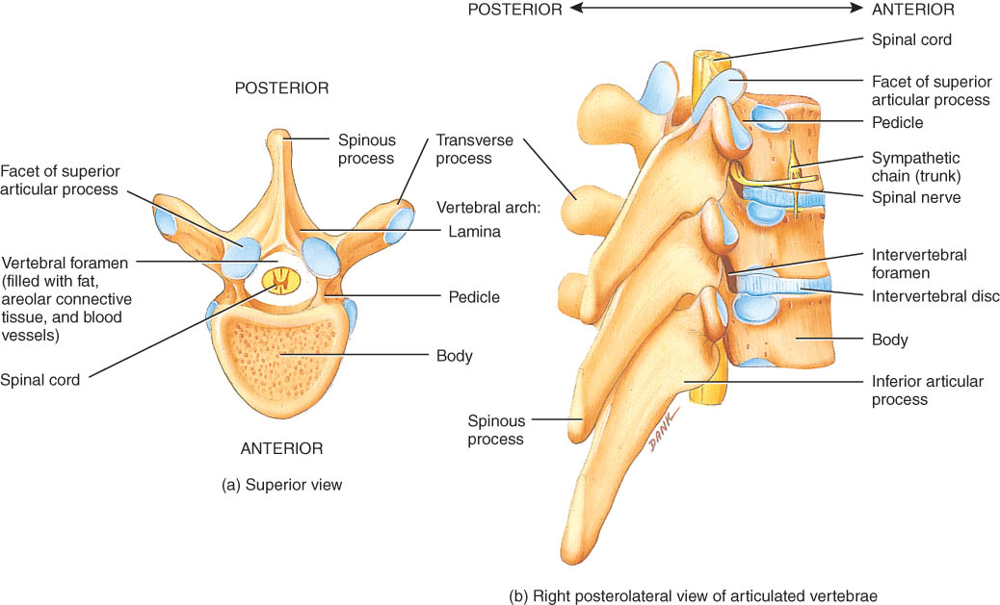 POSTERIOR
ANTERIOR
Spinal cord
POSTERIOR
Facet of superior
articular process
Spinous
process
Transverse
process
Pedicle
Facet of superior
articular process
Sympathetic
chain (trunk)
Vertebral arch:
Spinal nerve
Lamina
Vertebral foramen
(filled with fat,
areolar connective
tissue, and blood
vessels)
Intervertebral
foramen
Pedicle
Intervertebral disc
Body
Body
Spinal cord
Inferior articular
process
Spinous
process
DANK
ANTERIOR
(a) Superior view
(b) Right posterolateral view of articulated vertebrae